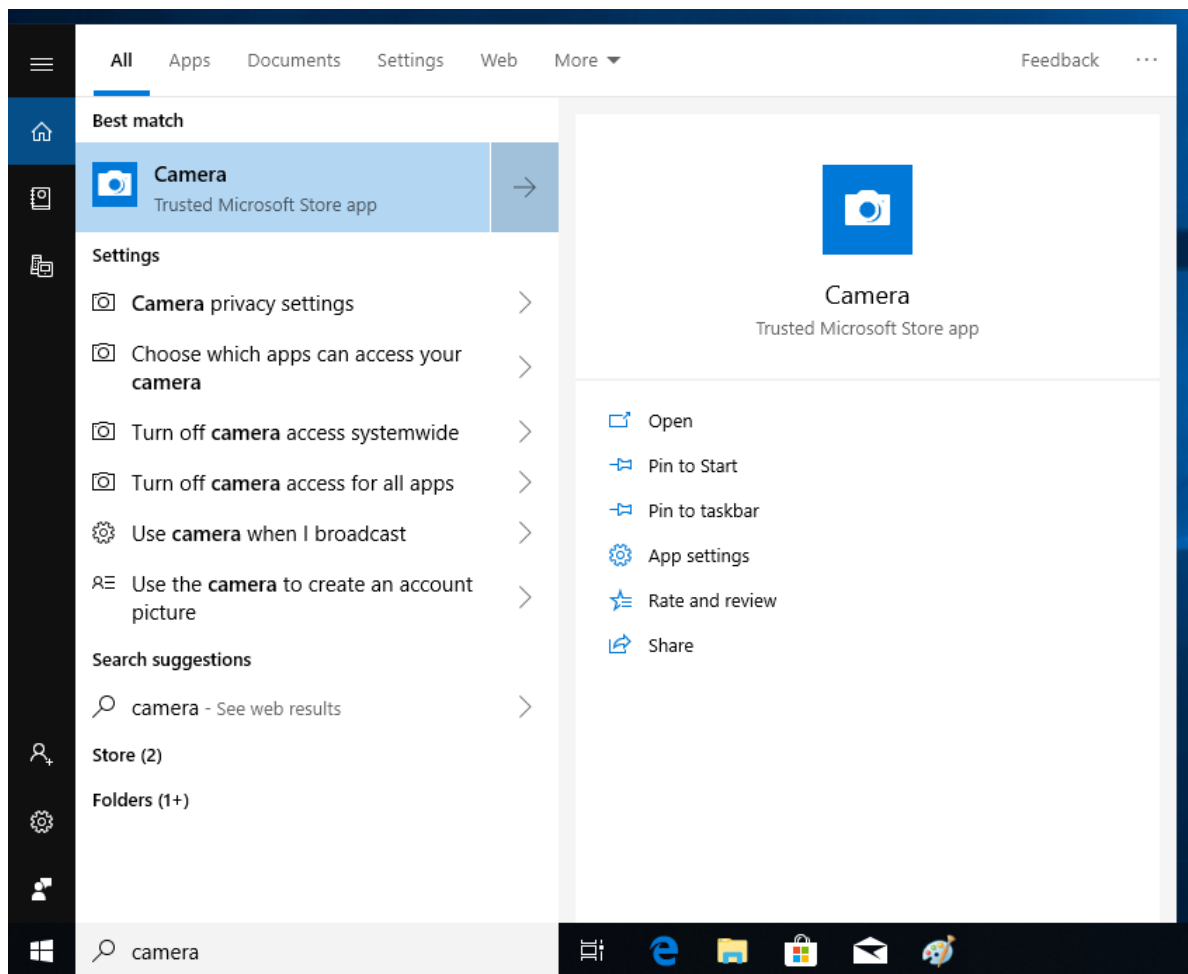 All Apps Documents Settings Web More Feedback ...
Best match
Camera
Trusted Microsoft Store app
Settings
Camera privacy settings
Choose which apps can access your
camera
Turn off camera access systemwide
Turn off camera access for all apps
Use camera when I broadcast
Use the camera to create an account
picture
Search suggestions
camera - See web results
Store (2)
Folders (1+)
Camera
Trusted Microsoft Store app
Open
Pin to Start
Pin to taskbar
App settings
Rate and review
Share
camera